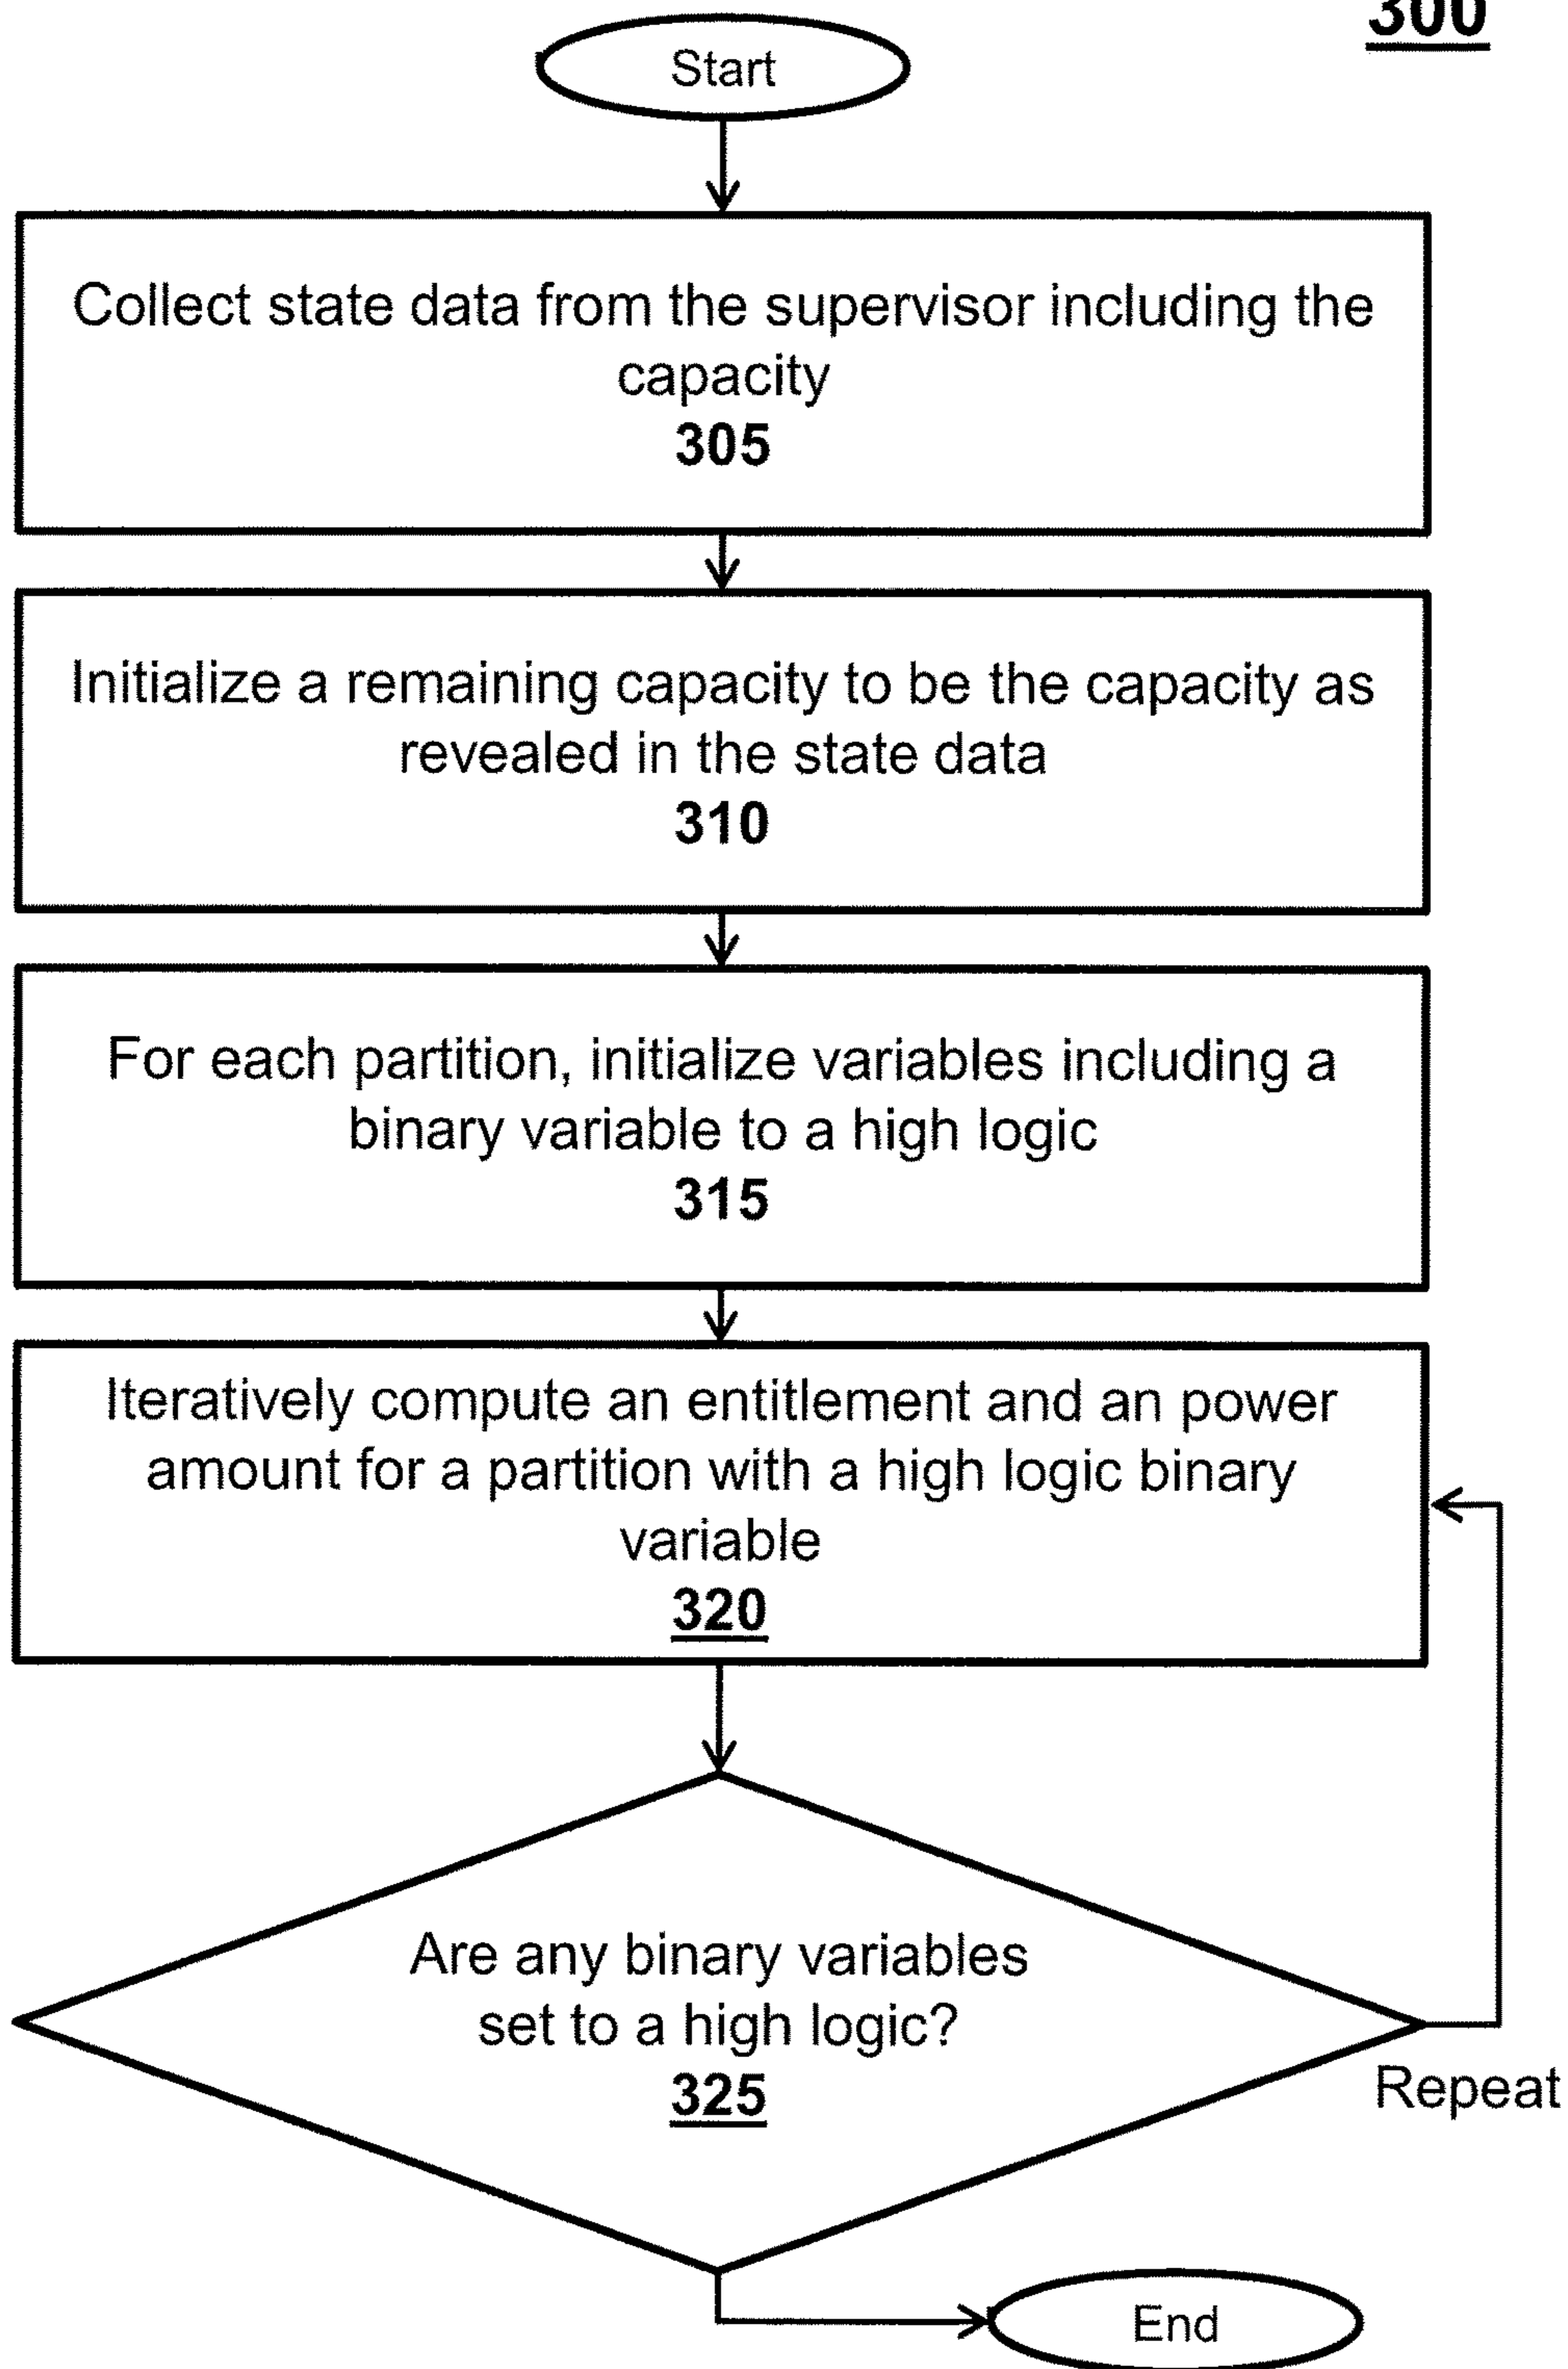 300
Start
Collect state data from the supervisor including the
capacity
305
Initialize a remaining capacity to be the capacity as
revealed in the state data
310
For each partition, initialize variables including a
binary variable to a high logic
315
Iteratively compute an entitlement and an power
amount for a partition with a high logic binary
variable
320
Are any binary variables
set to a high logic?
325
Repeat
End